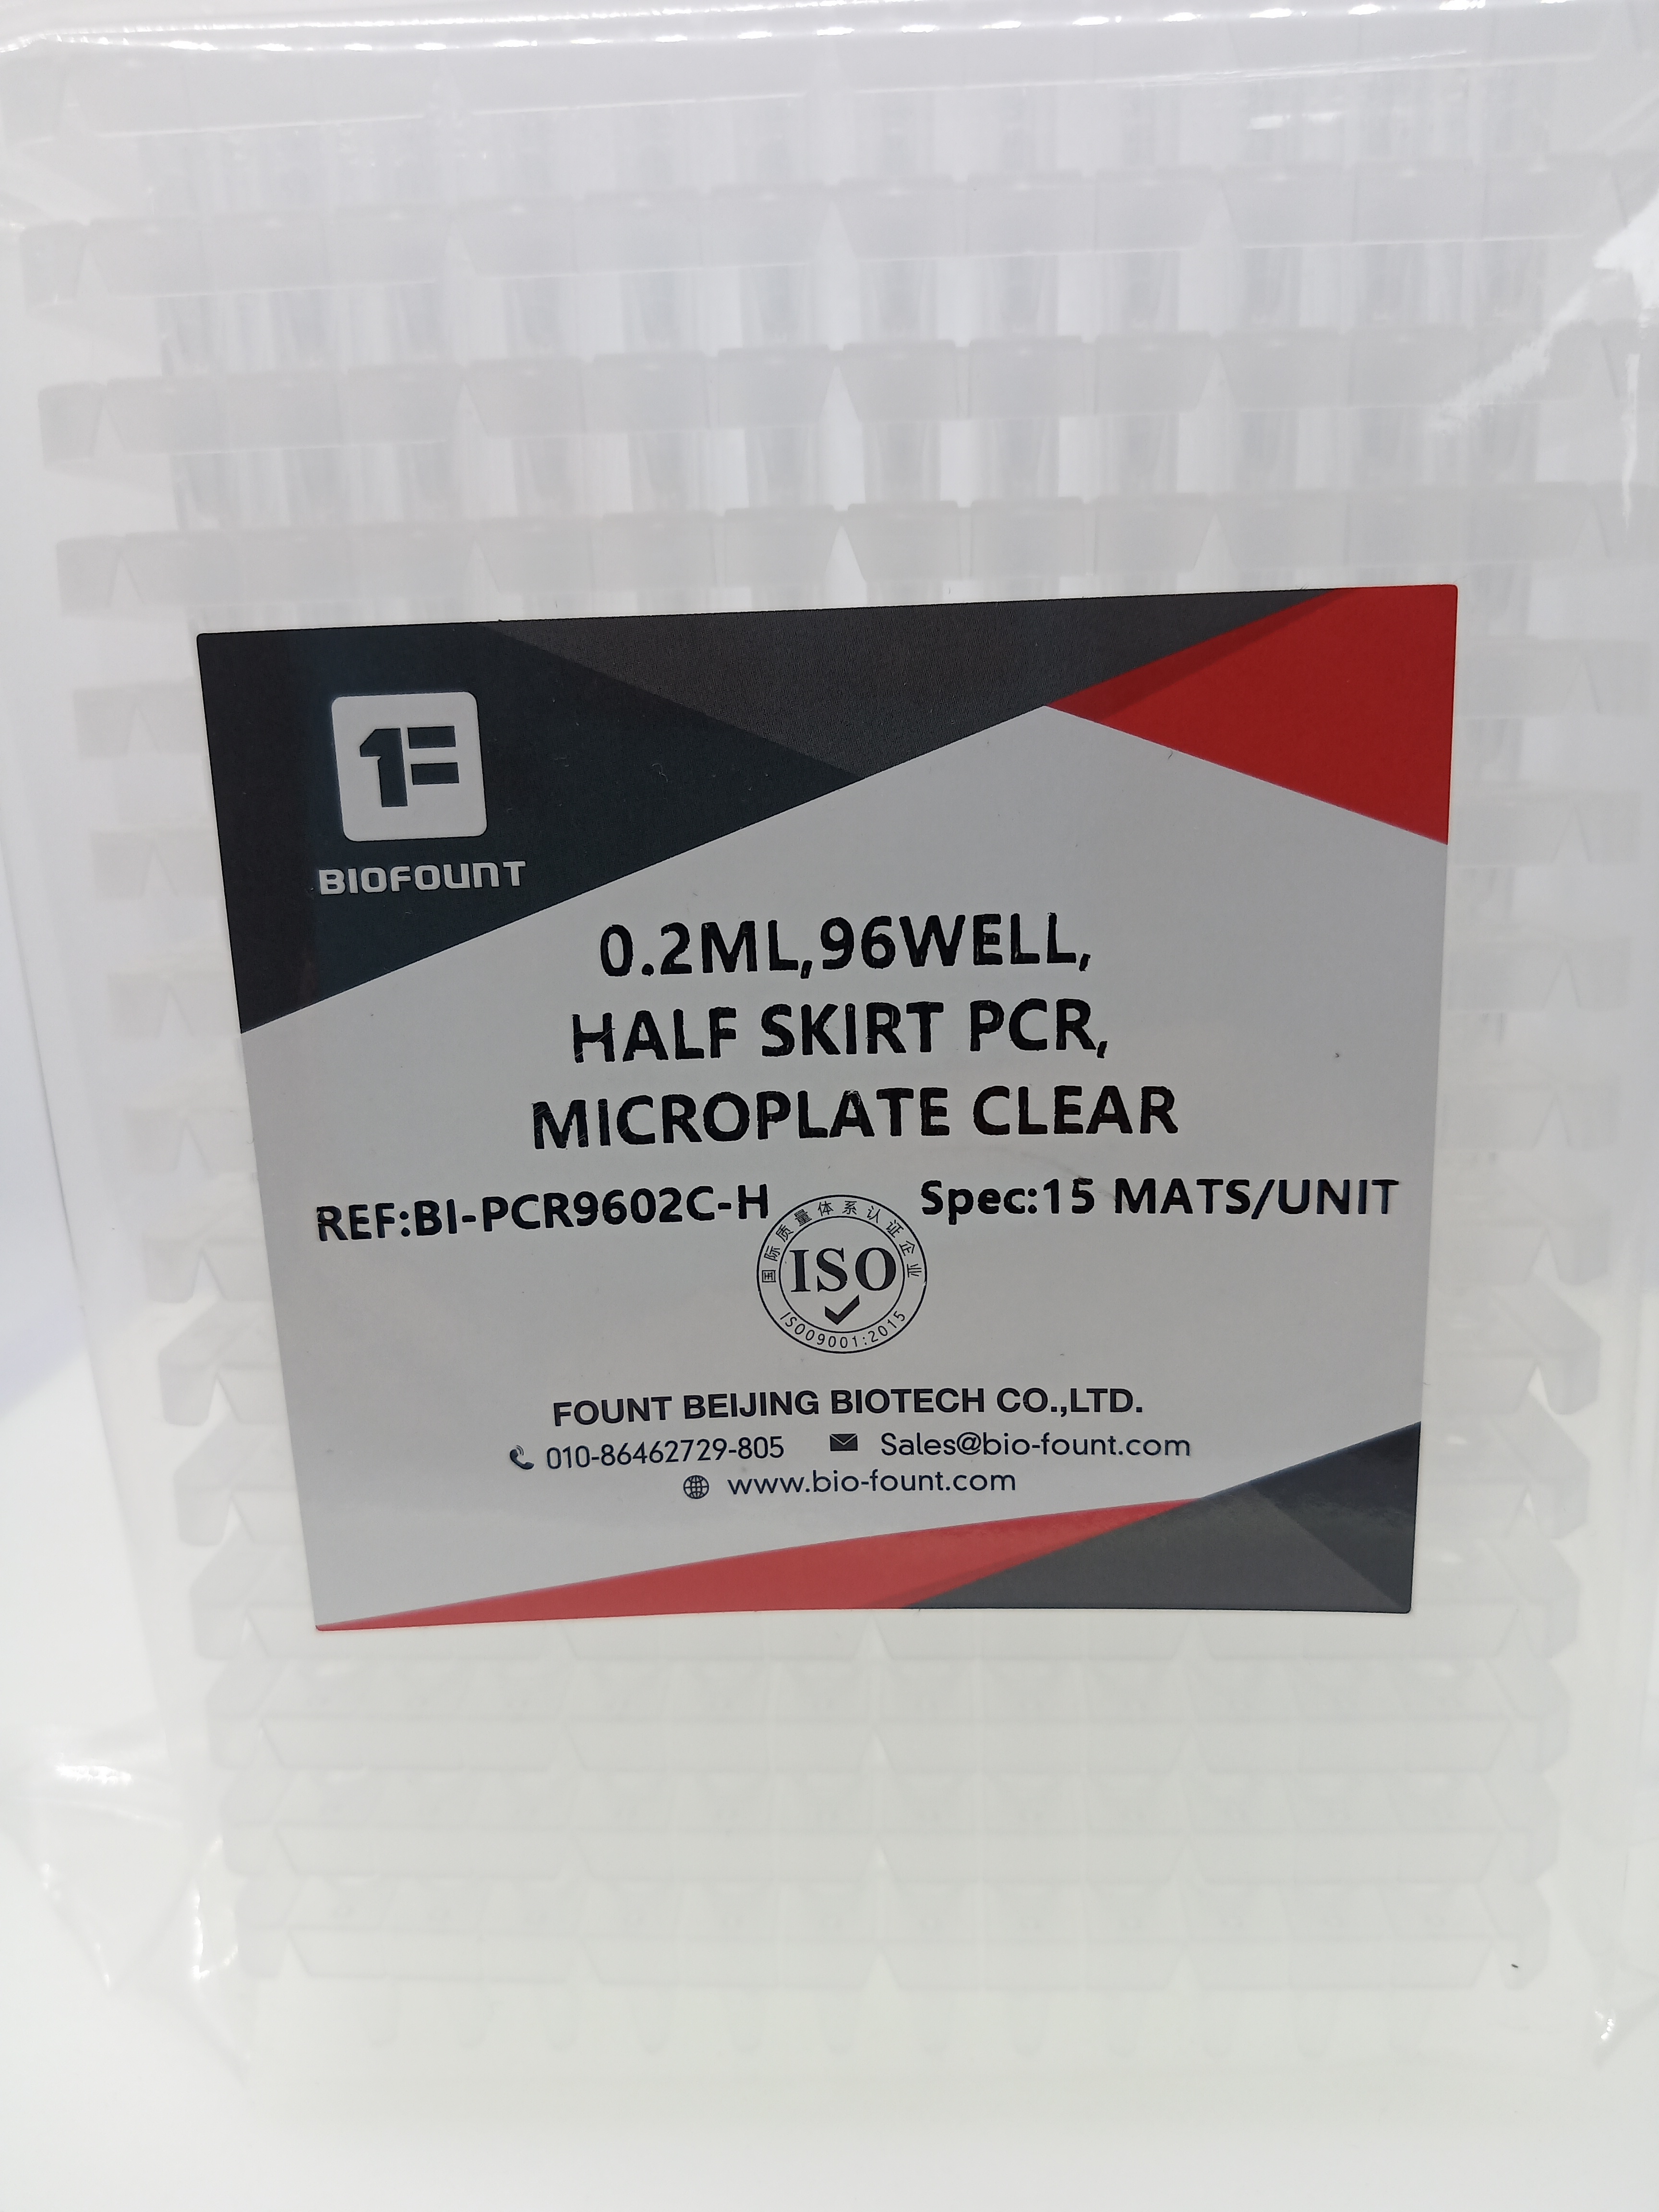 1F
BIOFOUNT
0.2ML,96WELL,
HALF SKIRT PCR,
MICROPLATE CLEAR
REF:BI-PCR9602C-H
Spec:15 MATS/UNIT
国际质量体系认证企业
ISO
ISO09001:2015
FOUNT BEIJING BIOTECH CO.,LTD.
010-86462729-805 Sales@bio-fount.com
www.bio-fount.com